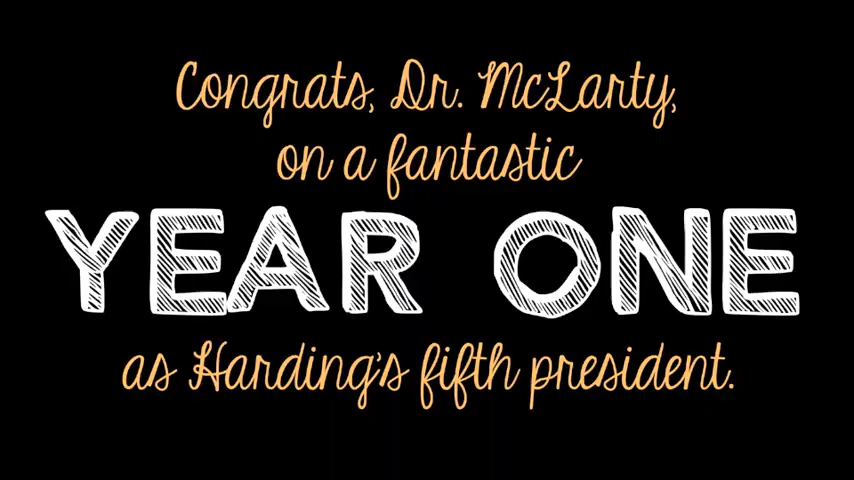 Congrats, Dr. McLarty,
on a fantastic
YEAR ONE
as Harding's fifth president.